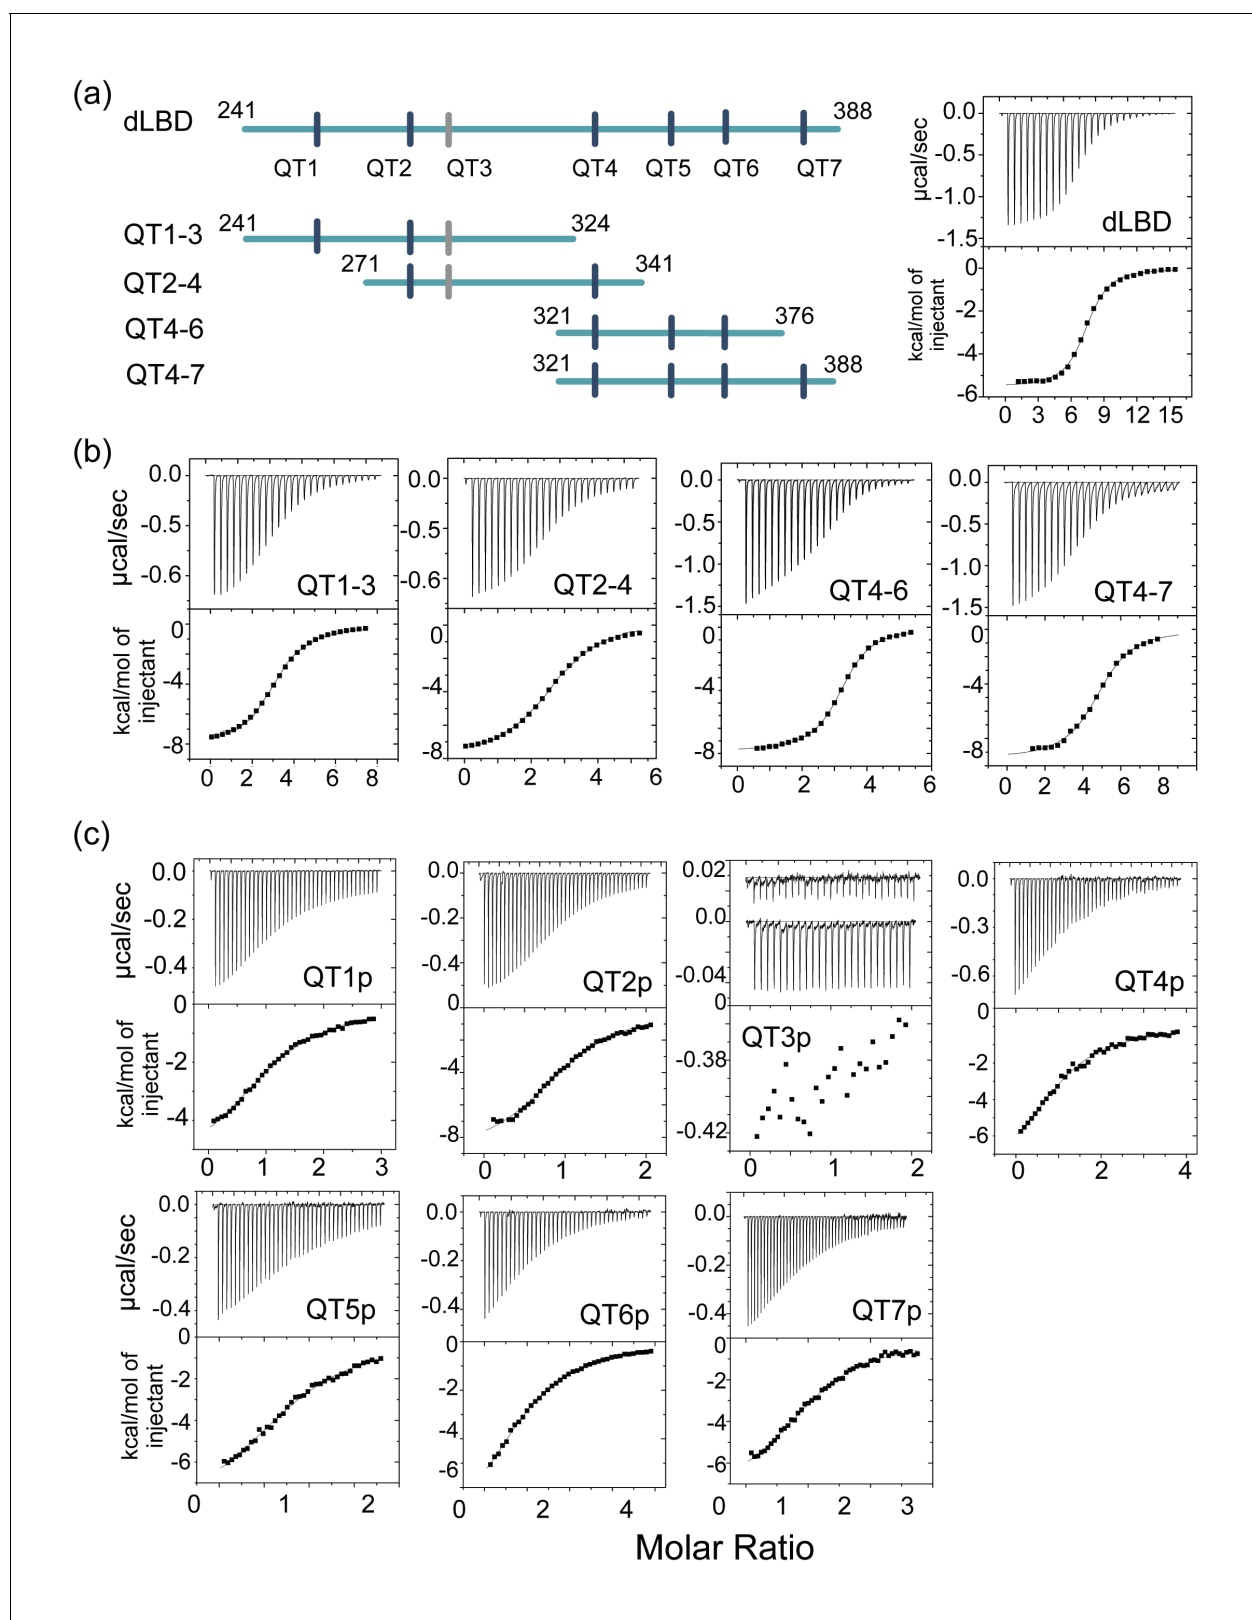 (a)
241
388
dLBD
QT1 QT2 QT3 QT4 QT5 QT6 QT7
QT1-3 241 324
QT2-4 271 341
QT4-6 321 376
QT4-7 321 388
0.0
-0.5
-1.0
-1.5
µcal/sec
dLBD
0
-2
-4
-6
kcal/mol of
injectant
0 3 6 9 12 15
(b)
µcal/sec
0.0
-0.5
-0.6
QT1-3
0.0
-0.5
-0.6
QT2-4
0.0
-0.5
-1.0
-1.5
QT4-6
0.0
-0.5
-1.0
-1.5
QT4-7
kcal/mol of
injectant
0
-4
-8
0 2 4 6 8
0
-4
-8
0 2 4 6
0
-4
-8
0 2 4 6
0
-4
-8
0 2 4 6 8
(c)
µcal/sec
0.0
-0.2
-0.4
QT1p
0.0
-0.2
-0.4
QT2p
0.02
0.0
-0.04
0.0
-0.3
-0.6
QT4p
kcal/mol of
injectant
0
-2
-4
0 1 2 3
0
-4
-8
0 1 2
0
QT3p
-0.38
-0.42
0 1 2
0
-2
-4
-6
0 2 4
µcal/sec
0.0
-0.2
-0.4
QT5p
0.0
-0.2
-0.4
QT6p
0.0
-0.2
-0.4
QT7p
kcal/mol of
injectant
0
-2
-4
-6
0 1 2
0
-2
-4
-6
0 2 4
0
-2
-4
-6
0 1 2 3
Molar Ratio